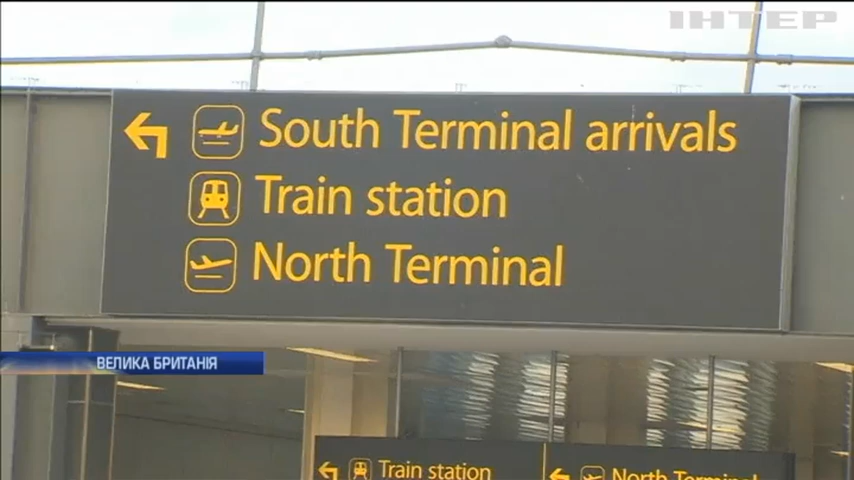 ІНТЕР
South Terminal arrivals
Train station
North Terminal
ВЕЛИКА БРИТАНІЯ
Train station
North Terminal